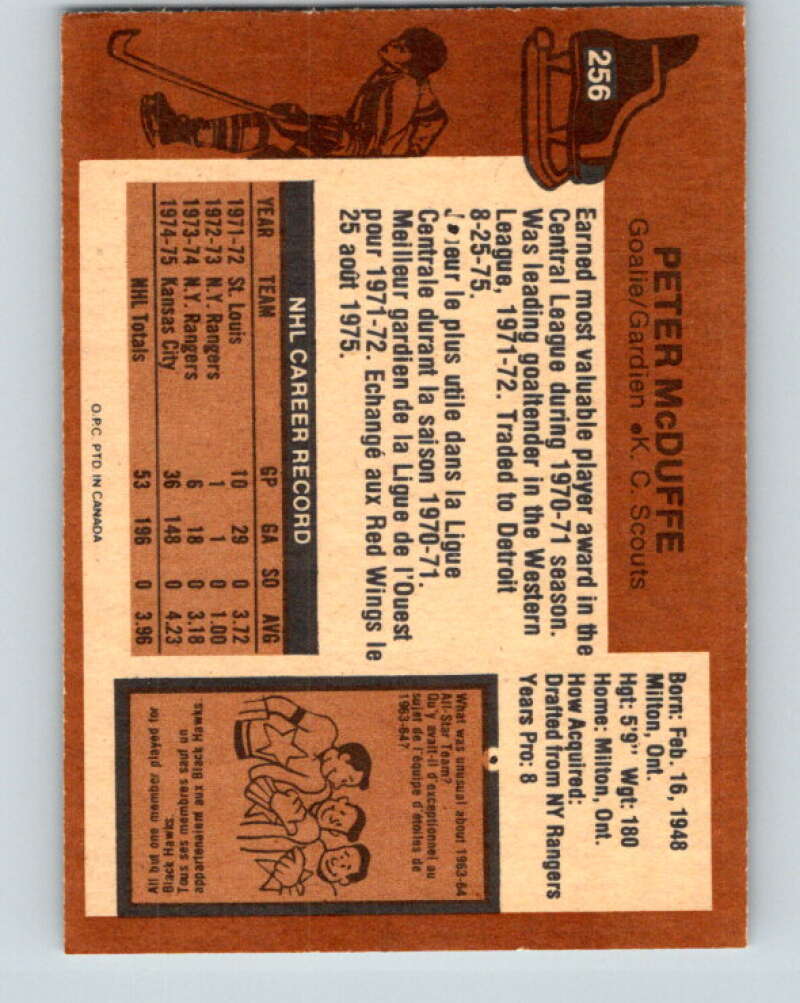 256
PETER McDUFFE
Goalie/Gardien •K. C. Scouts
Born: Feb. 16, 1948
Milton, Ont.
Hgt: 5'9" Wgt: 180
Home: Milton, Ont.
How Acquired:
Drafted from NY Rangers
Years Pro: 8
Earned most valuable player award in the
Central League during 1970-71 season.
Was leading goaltender in the Western
League, 1971-72. Traded to Detroit
8-25-75.
J•ueur le plus utile dans la Ligue
Centrale durant la saison 1970-71.
Meilleur gardien de la Ligue de l'Ouest
pour 1971-72. Echangé aux Red Wings le
25 août 1975.
NHL CAREER RECORD
YEAR TEAM GP GA SO AVG
1971-72 St. Louis 10 29 0 3.72
1972-73 N.Y. Rangers 1 1 0 1.00
1973-74 N.Y. Rangers 6 18 0 3.18
1974-75 Kansas City 36 148 0 4.23
NHL Totals 53 196 0 3.96
What was unusual about 1963-64
All-Star Team?
Qu'y avait-il d'exceptionnel au
sujet de l'équipe d'étoiles de
1963-64?
All but one member played for
Black Hawks.
Tous ses membres sauf un
appartenaient aux Black Hawks
O.P.C. PTD. IN CANADA